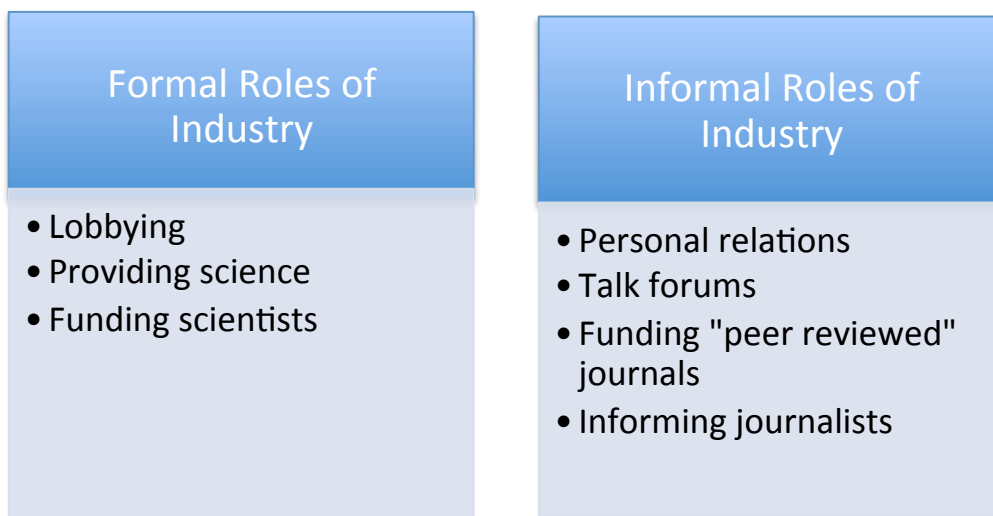 Formal Roles of
Industry
• Lobbying
• Providing science
• Funding scientists
Informal Roles of
Industry
• Personal relations
• Talk forums
• Funding "peer reviewed"
journals
• Informing journalists